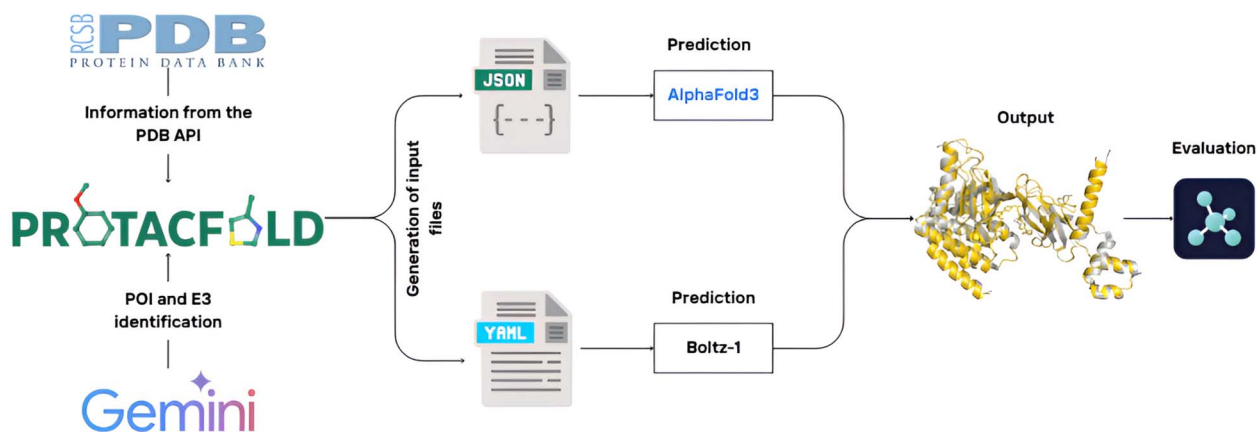 RCSB
PDB
PROTEIN DATA BANK
Information from the
PDB API
PROTACFOLD
POI and E3
identification
Gemini
Generation of input
files
JSON
{---}
Prediction
AlphaFold3
YAML
Prediction
Boltz-1
Output
Evaluation